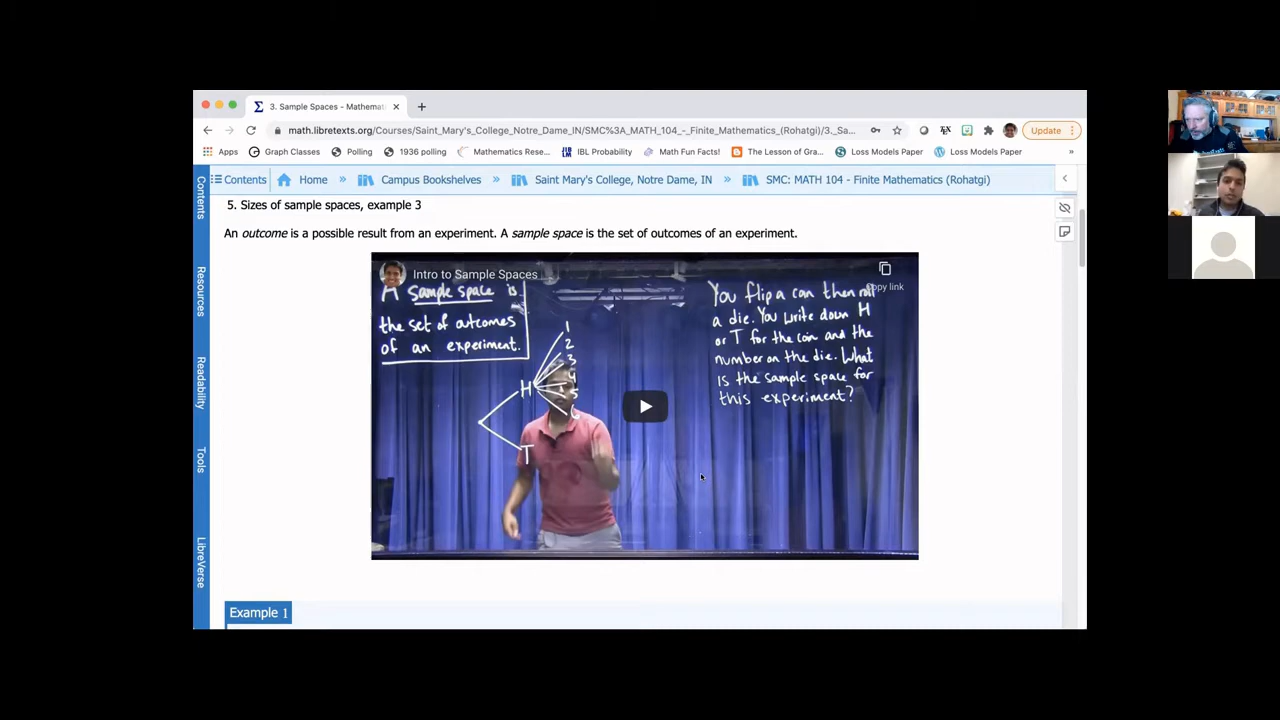 3. Sample Spaces - Mathemat
math.libretexts.org/Courses/Saint_Mary's_College_Notre_Dame_IN/SMC%3A_MATH_104_-_Finite_Mathematics_(Rohatgi)/3._Sa...
Update
Apps
Graph Classes
Polling
1936 polling
Mathematics Rese...
IBL Probability
Math Fun Facts!
The Lesson of Gra...
Loss Models Paper
Loss Models Paper
»
Contents
Home » Campus Bookshelves » Saint Mary's College, Notre Dame, IN » SMC: MATH 104 - Finite Mathematics (Rohatgi)
Contents
Resources
Readability
Tools
LibreVerse
5. Sizes of sample spaces, example 3
An outcome is a possible result from an experiment. A sample space is the set of outcomes of an experiment.
Intro to Sample Spaces
Copy link
A sample space is
the set of outcomes
of an experiment.
H
T
1
2
3
4
5
6
You flip a coin then roll
a die. You write down H
or T for the coin and the
number on the die. What
is the sample space for
this experiment?
Example 1